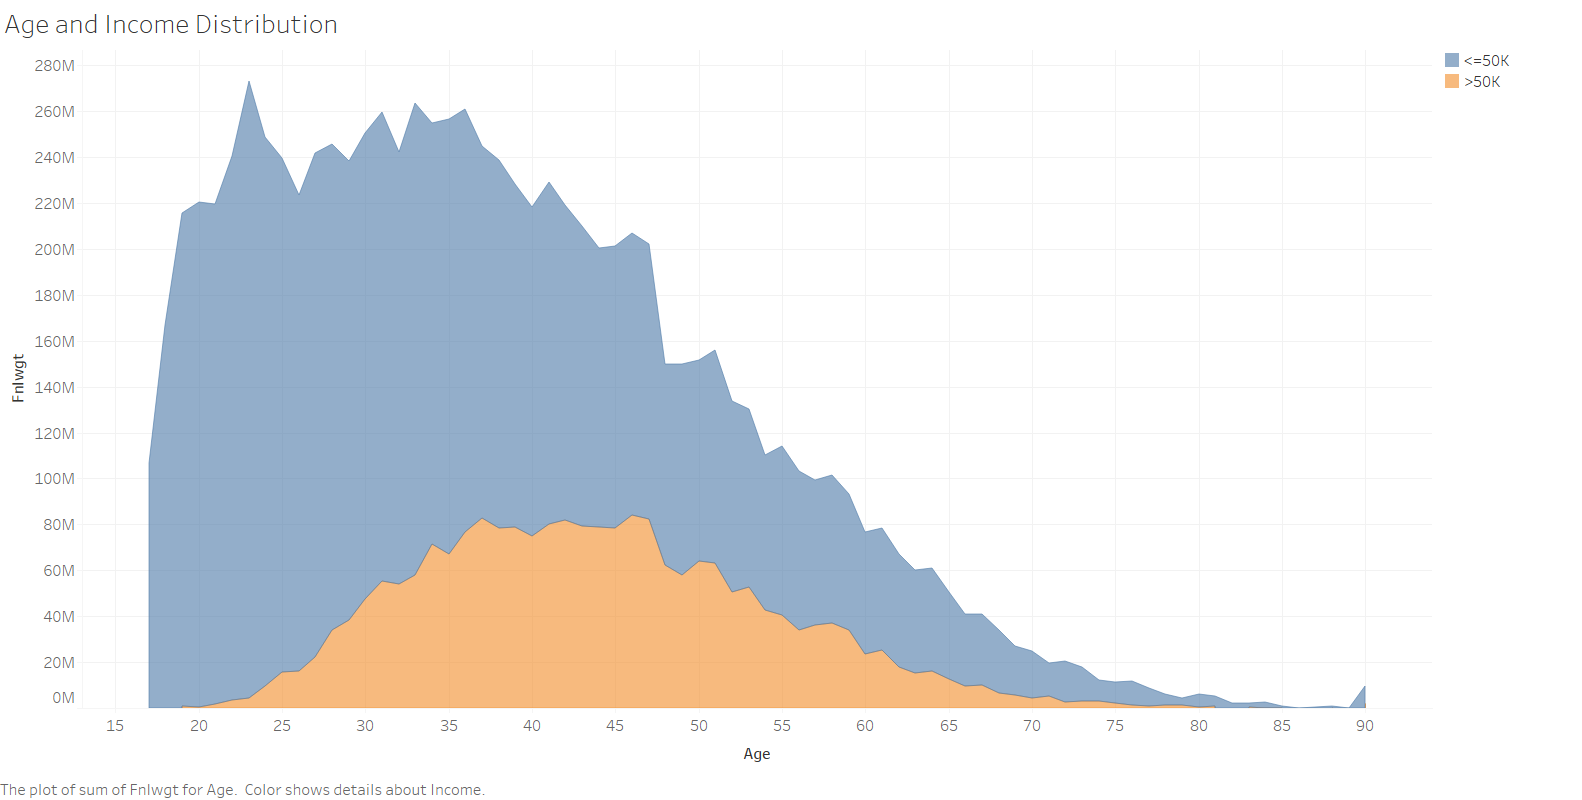 Age and Income Distribution
<=50K
>50K
280M
260M
240M
220M
200M
180M
160M
140M
120M
100M
80M
60M
40M
20M
0M
Fnlwgt
15 20 25 30 35 40 45 50 55 60 65 70 75 80 85 90
Age
The plot of sum of Fnlwgt for Age. Color shows details about Income.